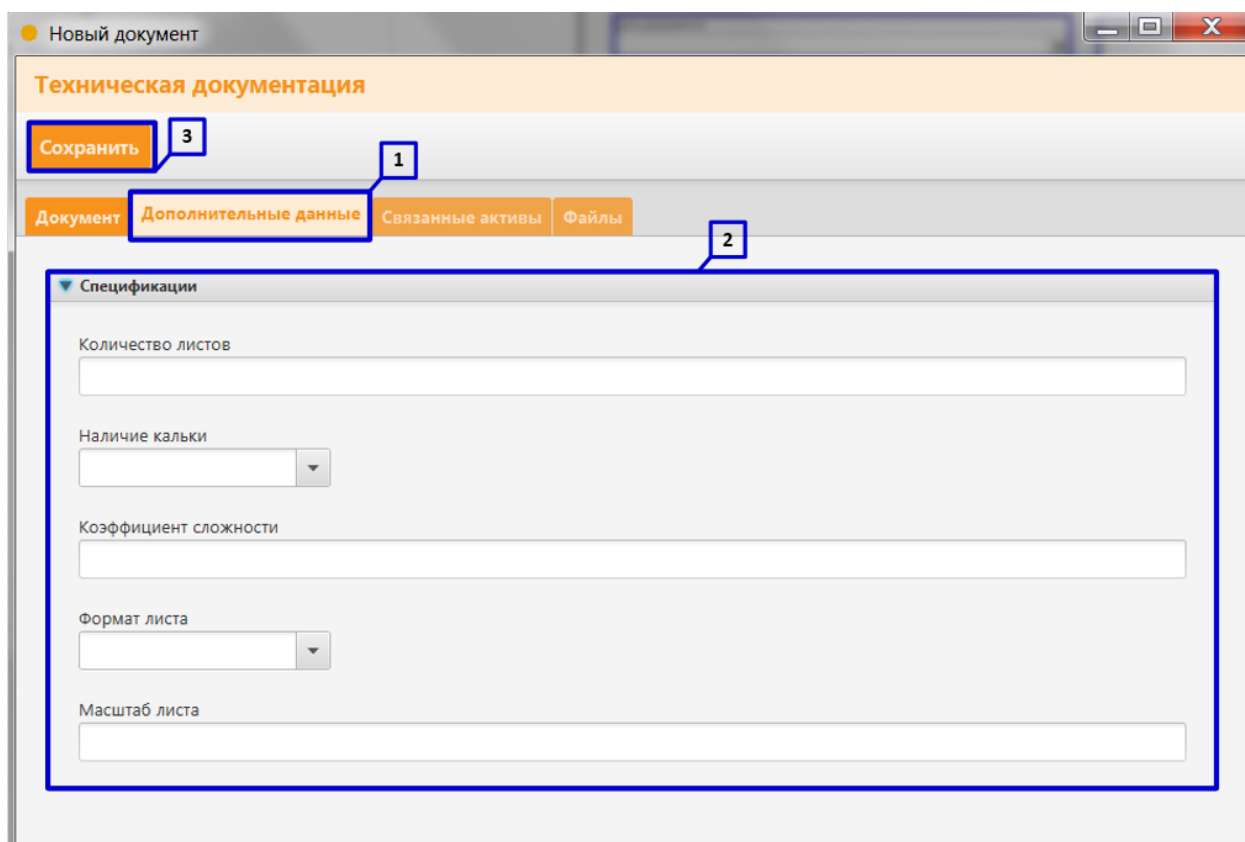 Новый документ
Техническая документация
Сохранить
3
1
Документ Дополнительные данные Связанные активы Файлы
2
Спецификации
Количество листов
Наличие кальки
Коэффициент сложности
Формат листа
Масштаб листа